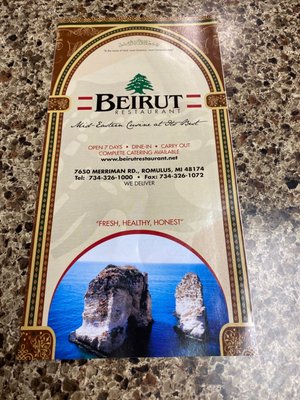 BEIRUT
RESTAURANT
Mid-Eastern Cuisine at Its Best
OPEN 7 DAYS • DINE-IN • CARRY OUT
COMPLETE CATERING AVAILABLE
www.beirutrestaurant.net
7650 MERRIMAN RD., ROMULUS, MI 48174
Tel: 734-326-1000 • Fax: 734-326-1072
WE DELIVER
"FRESH, HEALTHY, HONEST"